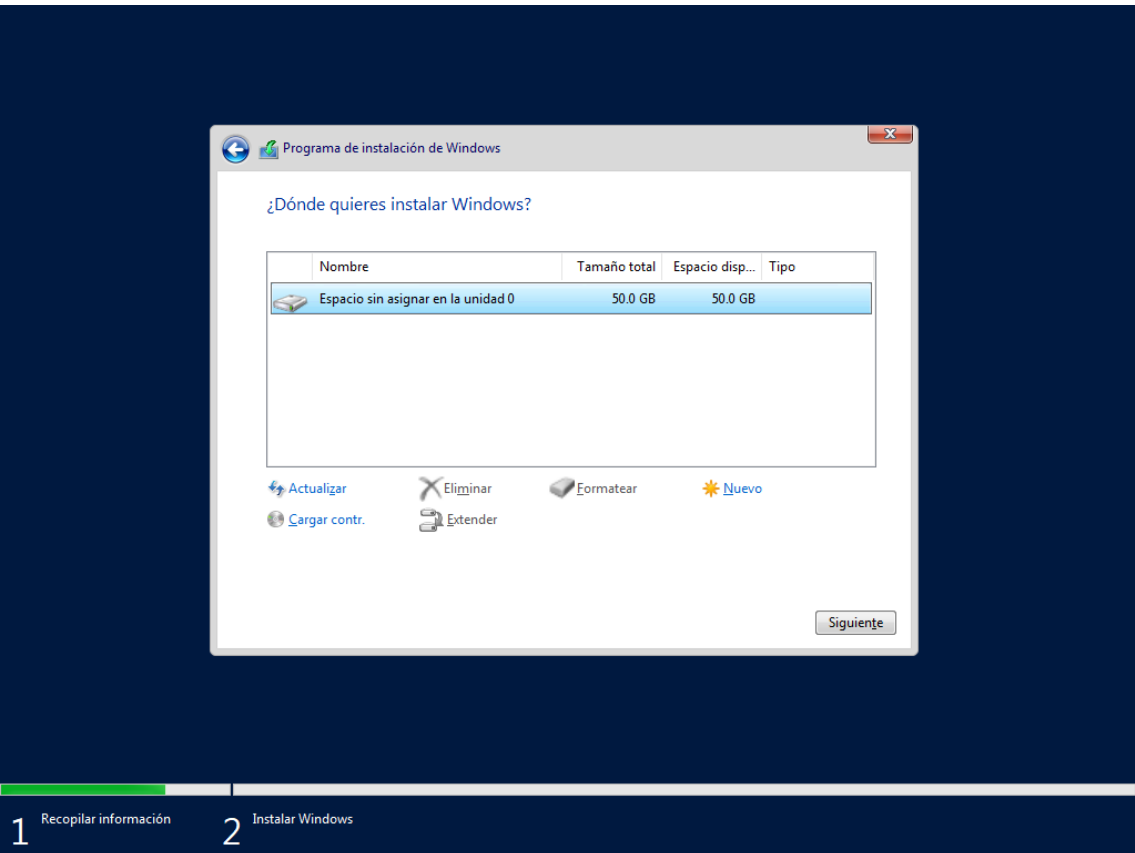 Programa de instalación de Windows
¿Dónde quieres instalar Windows?
Nombre Tamaño total Espacio disp... Tipo
Espacio sin asignar en la unidad 0 50.0 GB 50.0 GB
Actualizar Eliminar Formatear Nuevo
Cargar contr. Extender
Siguiente
1 Recopilar información 2 Instalar Windows